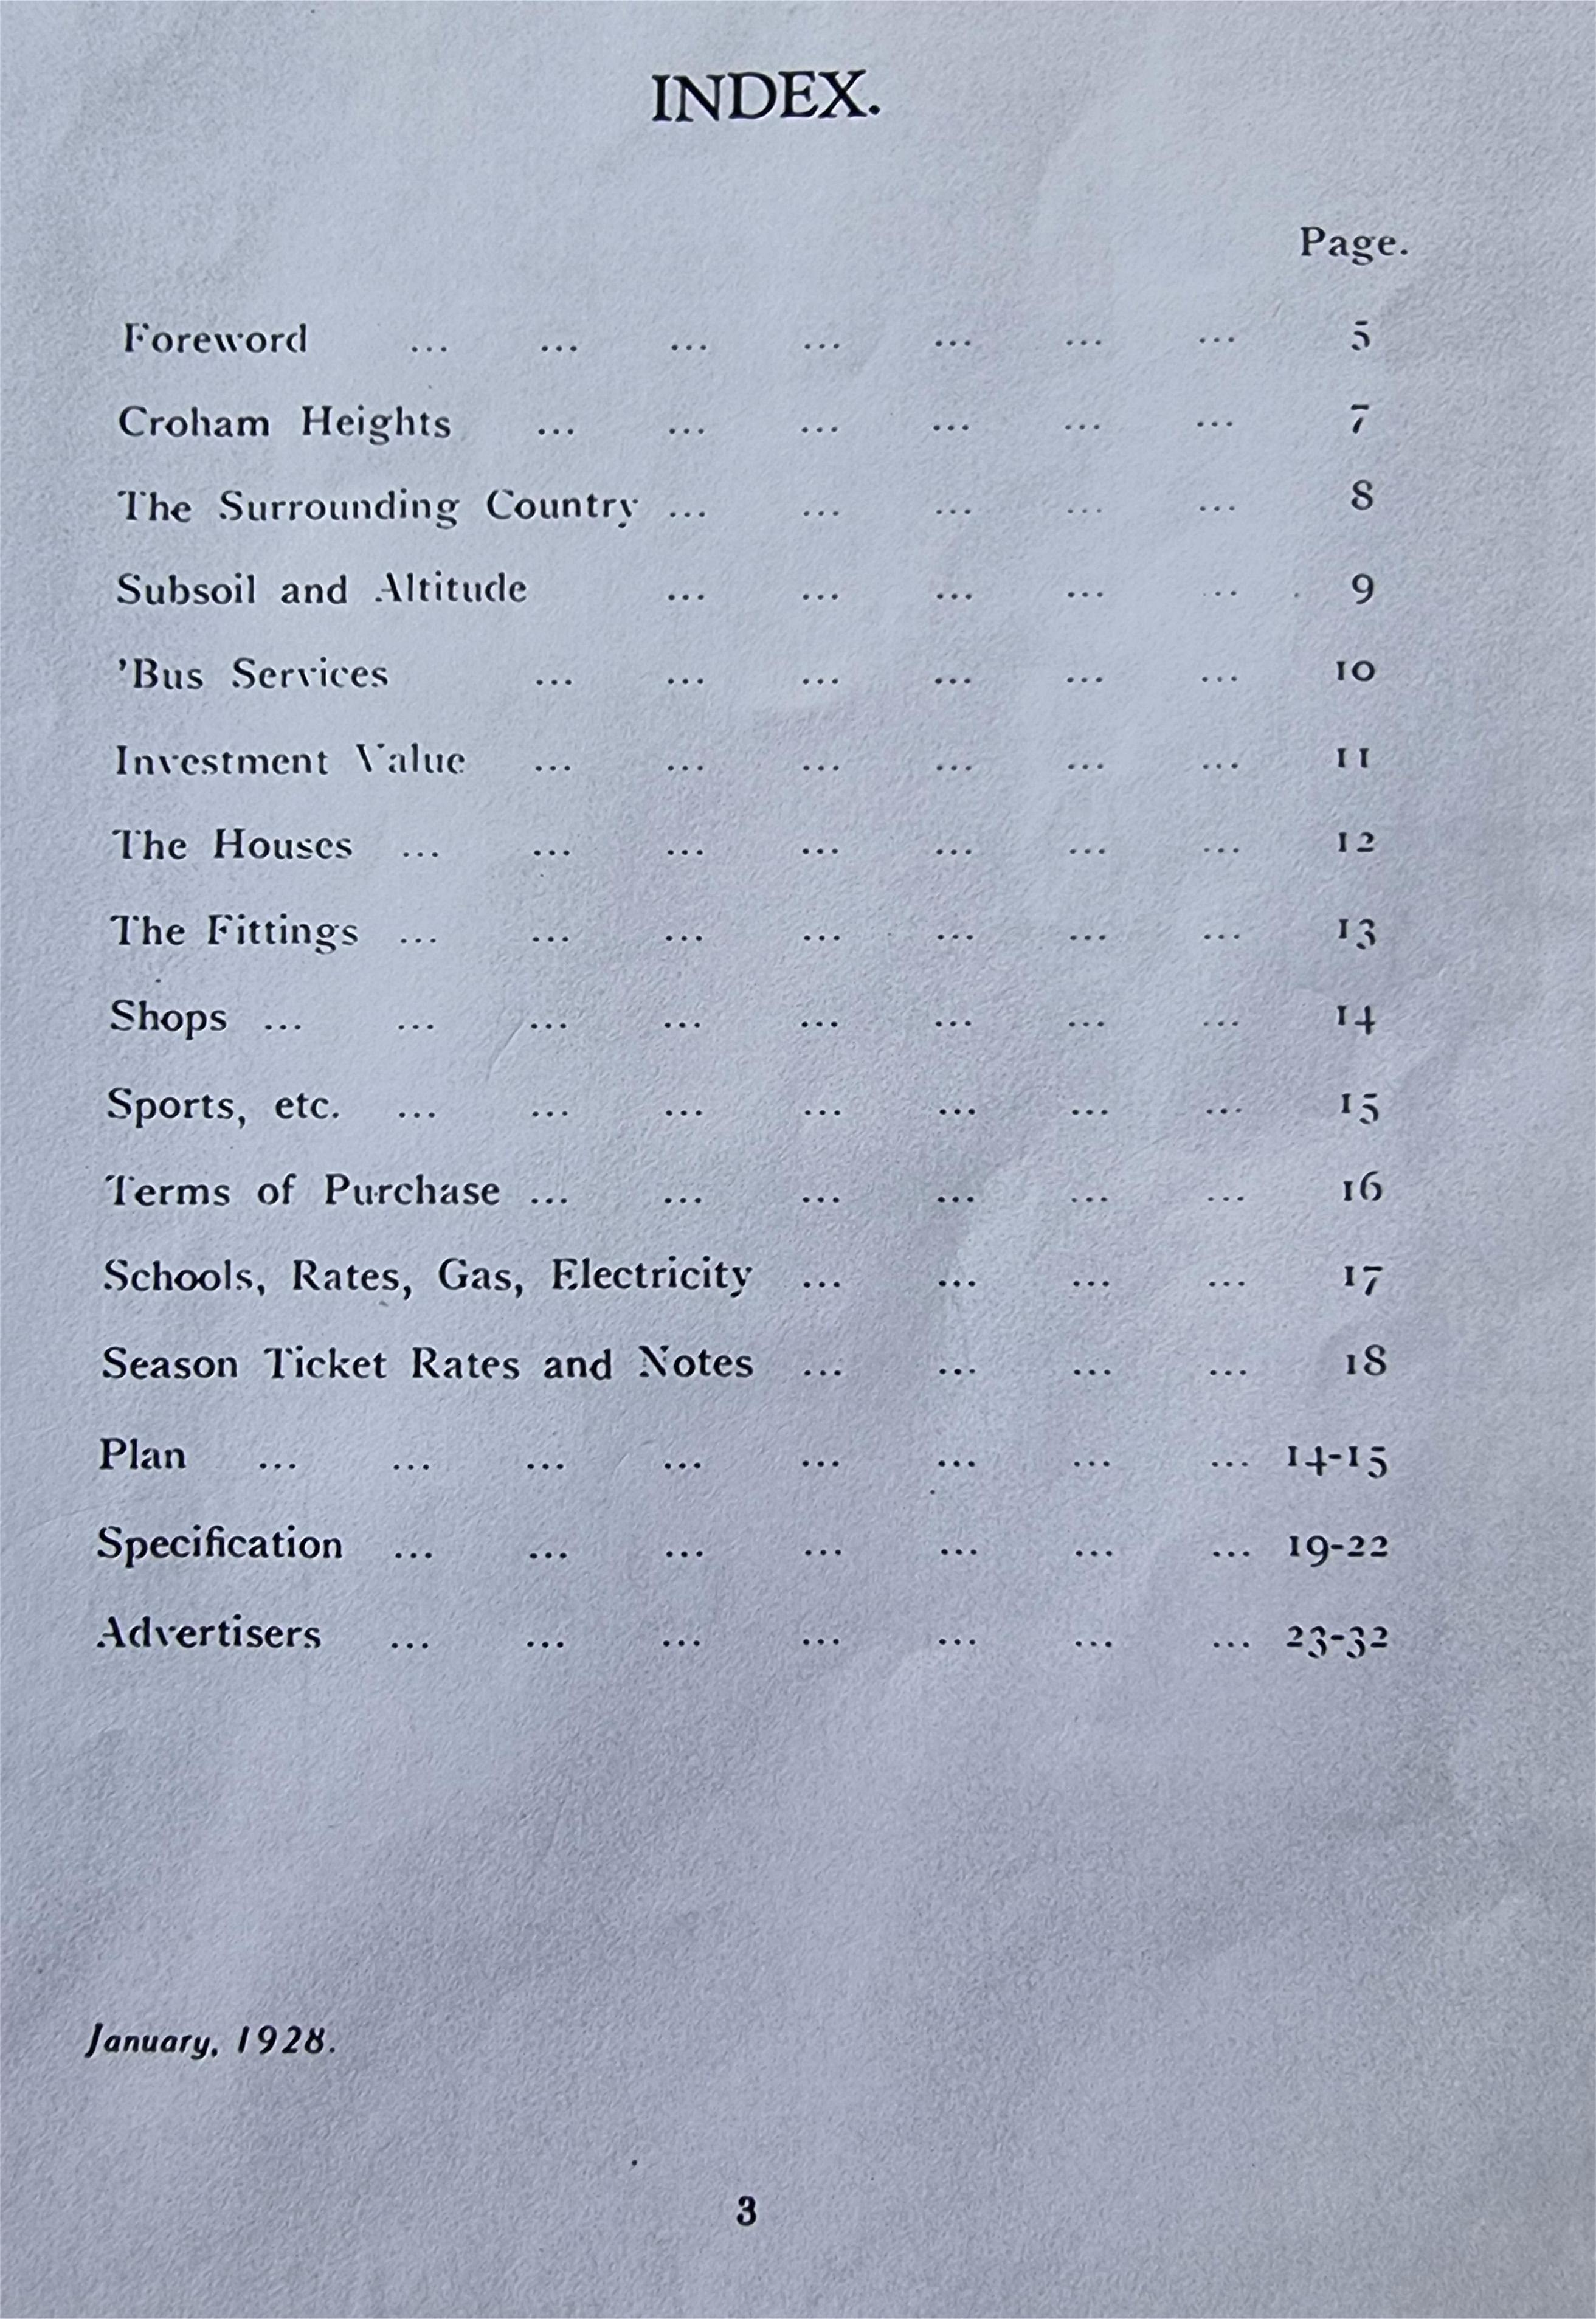 INDEX.
Page.
Foreword ... ... ... ... ... ... ... 5
Croham Heights ... ... ... ... ... ... 7
The Surrounding Country ... ... ... ... ... 8
Subsoil and Altitude ... ... ... ... ... 9
’Bus Services ... ... ... ... ... ... 10
Investment Value ... ... ... ... ... ... 11
The Houses ... ... ... ... ... ... ... 12
The Fittings ... ... ... ... ... ... ... 13
Shops ... ... ... ... ... ... ... ... 14
Sports, etc. ... ... ... ... ... ... ... 15
Terms of Purchase ... ... ... ... ... ... 16
Schools, Rates, Gas, Electricity ... ... ... ... 17
Season Ticket Rates and Notes ... ... ... ... 18
Plan ... ... ... ... ... ... ... ... 14-15
Specification ... ... ... ... ... ... ... 19-22
Advertisers ... ... ... ... ... ... ... 23-32
January, 1928.
3